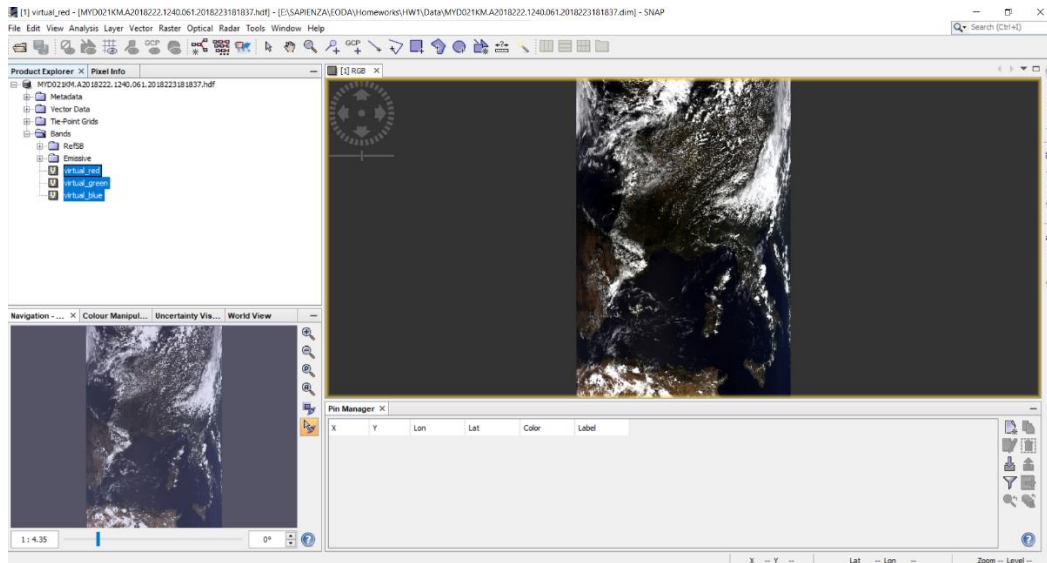 [1] virtual_red - [MYD021KM.A2018222.1240.061.2018223181837.hdf] - [E:\SAPIENZA\EODA\Homeworks\HW1\Data\MYD021KM.A2018222.1240.061.2018223181837.dim] - SNAP
File Edit View Analysis Layer Vector Raster Optical Radar Tools Window Help
Search (Ctrl+I)
GCP GCP
Product Explorer × Pixel Info
[1] RGB ×
MYD021KM.A2018222.1240.061.2018223181837.hdf
Metadata
Vector Data
Tie-Point Grids
Bands
RefSB
Emissive
virtual_red
virtual_green
virtual_blue
Navigation - ... × Colour Manipul... Uncertainty Vis... World View
1 : 4.35
0°
Pin Manager ×
X Y Lon Lat Color Label
X -- Y -- Lat -- Lon -- Zoom -- Level --